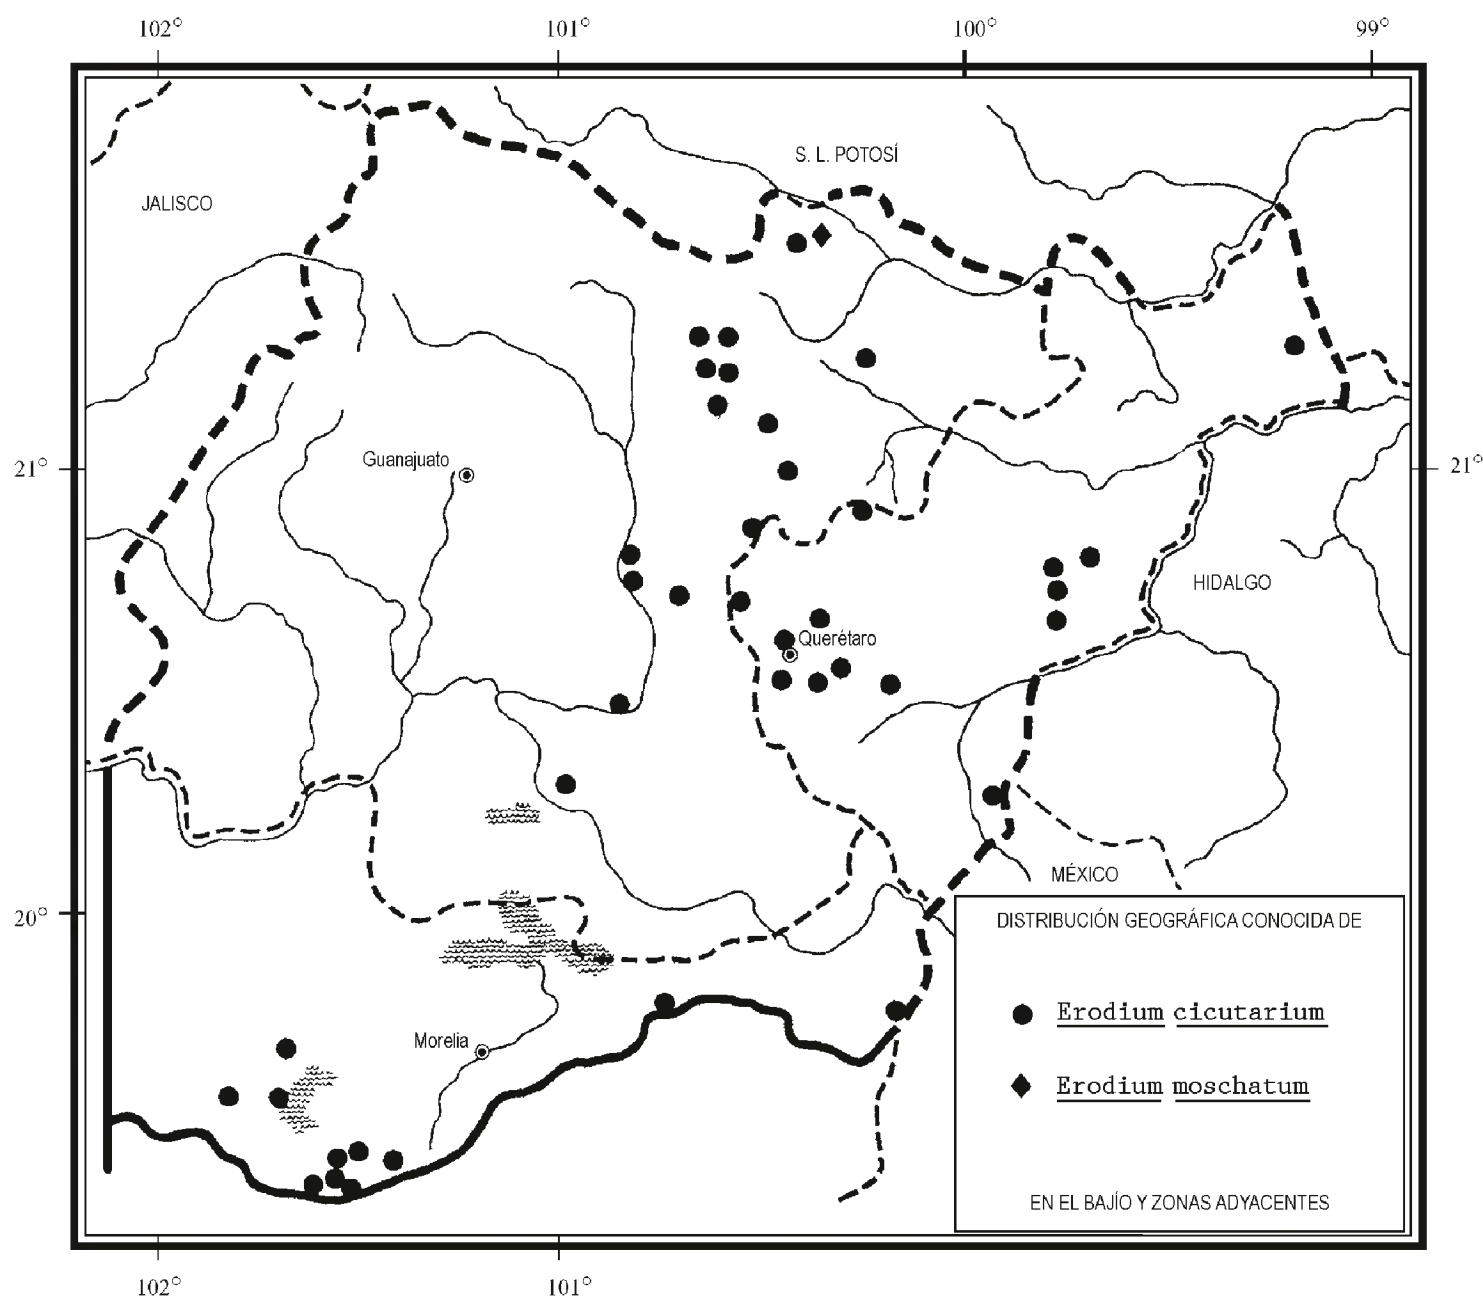 102° 101° 100° 99°
S. L. POTOSÍ
JALISCO
Guanajuato
21° 21°
HIDALGO
Querétaro
MÉXICO
20°
DISTRIBUCIÓN GEOGRÁFICA CONOCIDA DE
Erodium cicutarium
Morelia
Erodium moschatum
EN EL BAJÍO Y ZONAS ADYACENTES
102° 101°